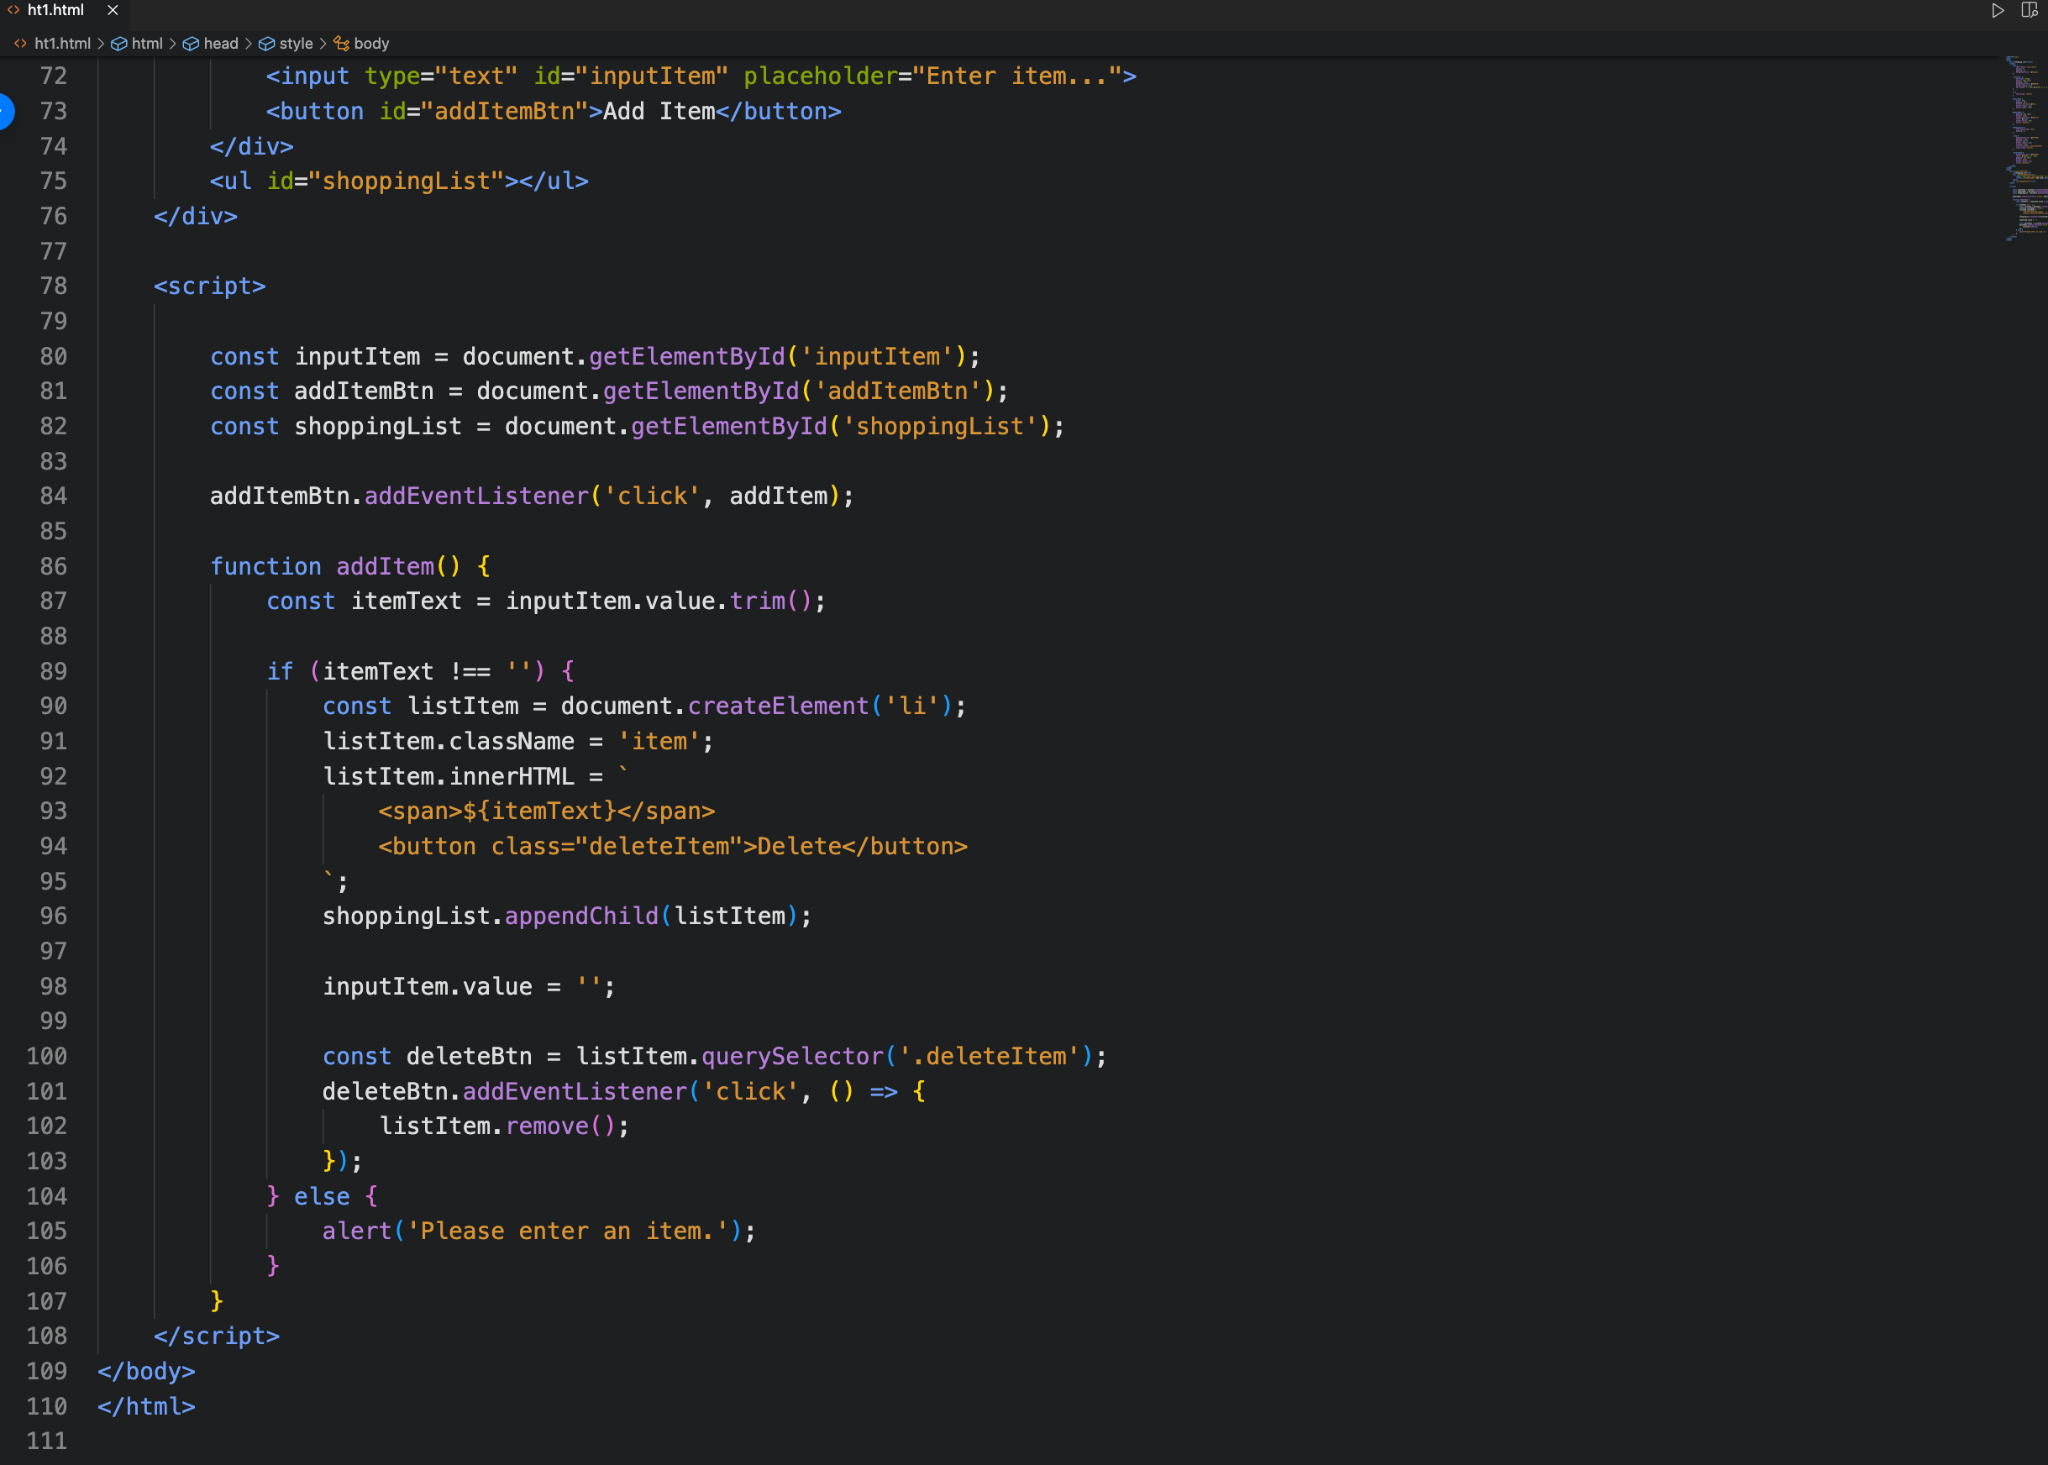 ht1.html
ht1.html > html > head > style > body
72 <input type="text" id="inputItem" placeholder="Enter item...">
73 <button id="addItemBtn">Add Item</button>
74 </div>
75 <ul id="shoppingList"></ul>
76 </div>
77
78 <script>
79
80 const inputItem = document.getElementById('inputItem');
81 const addItemBtn = document.getElementById('addItemBtn');
82 const shoppingList = document.getElementById('shoppingList');
83
84 addItemBtn.addEventListener('click', addItem);
85
86 function addItem() {
87 const itemText = inputItem.value.trim();
88
89 if (itemText !== '') {
90 const listItem = document.createElement('li');
91 listItem.className = 'item';
92 listItem.innerHTML = `
93 <span>${itemText}</span>
94 <button class="deleteItem">Delete</button>
95 `;
96 shoppingList.appendChild(listItem);
97
98 inputItem.value = '';
99
100 const deleteBtn = listItem.querySelector('.deleteItem');
101 deleteBtn.addEventListener('click', () => {
102 listItem.remove();
103 });
104 } else {
105 alert('Please enter an item.');
106 }
107 }
108 </script>
109 </body>
110 </html>
111